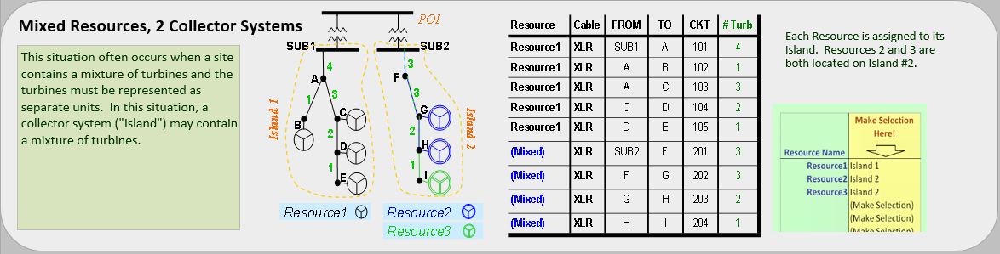 Mixed Resources, 2 Collector Systems
This situation often occurs when a site
contains a mixture of turbines and the
turbines must be represented as
separate units.  In this situation, a
collector system ("Island") may contain
a mixture of turbines.
POI
SUB1
SUB2
4
3
A
F
1
3
3
Island 1
B
C
G
Island 2
2
2
D
H
1
1
E
I
Resource1
Resource2
Resource3
Resource Cable FROM TO CKT # Turb
Resource1 XLR SUB1 A 101 4
Resource1 XLR A B 102 1
Resource1 XLR A C 103 3
Resource1 XLR C D 104 2
Resource1 XLR D E 105 1
(Mixed) XLR SUB2 F 201 3
(Mixed) XLR F G 202 3
(Mixed) XLR G H 203 2
(Mixed) XLR H I 204 1
Each Resource is assigned to its
Island.  Resources 2 and 3 are
both located on Island #2.
Make Selection
Here!
Resource Name
Resource1 Island 1
Resource2 Island 2
Resource3 Island 2
(Make Selection)
(Make Selection)
(Make Selection)